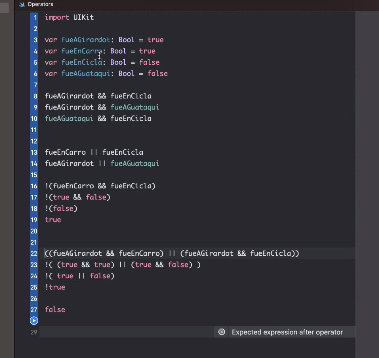 Operators
1 import UIKit
2
3 var fueAGirardot: Bool = true
4 var fueEnCarro: Bool = true
5 var fueEnCicla: Bool = false
6 var fueAGuataqui: Bool = false
7
8 fueAGirardot && fueEnCicla
9 fueAGirardot && fueAGuataqui
10 fueAGuataqui && fueEnCicla
11
12
13 fueEnCarro || fueEnCicla
14 fueAGirardot || fueAGuataqui
15
16 !(fueEnCarro && fueEnCicla)
17 !(true && false)
18 !(false)
19 true
20
21
22 ((fueAGirardot && fueEnCarro) || (fueAGirardot && fueEnCicla))
23 !( (true && true) || (true && false) )
24 !( true || False)
25 !true
26
27 false
29 Expected expression after operator